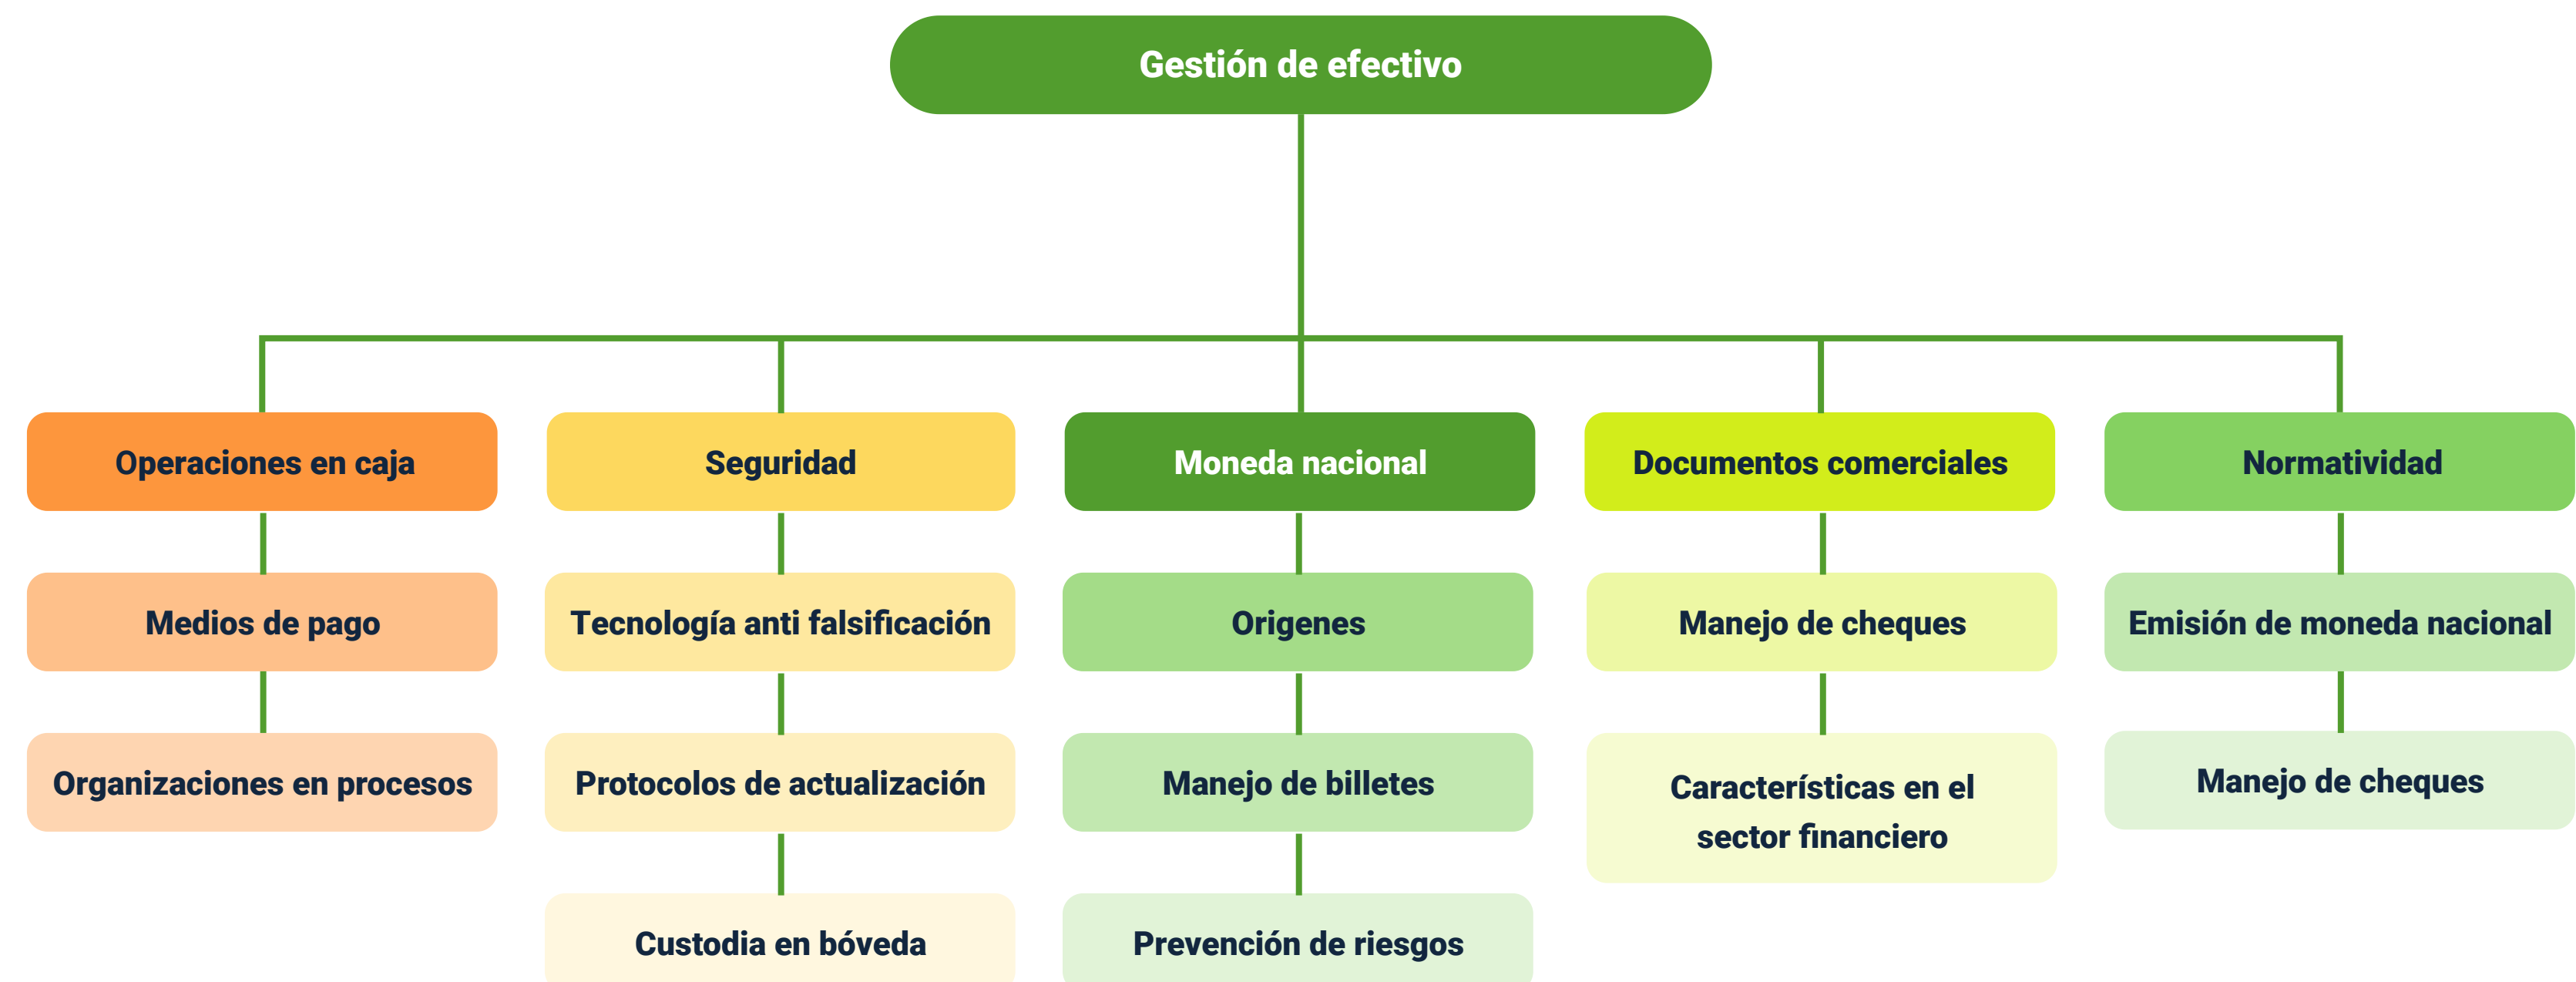 Gestión de efectivo
Operaciones en caja
Seguridad
Moneda nacional
Documentos comerciales
Normatividad
Medios de pago
Tecnología anti falsificación
Origenes
Manejo de cheques
Emisión de moneda nacional
Organizaciones en procesos
Protocolos de actualización
Manejo de billetes
Características en el
sector financiero
Manejo de cheques
Custodia en bóveda
Prevención de riesgos